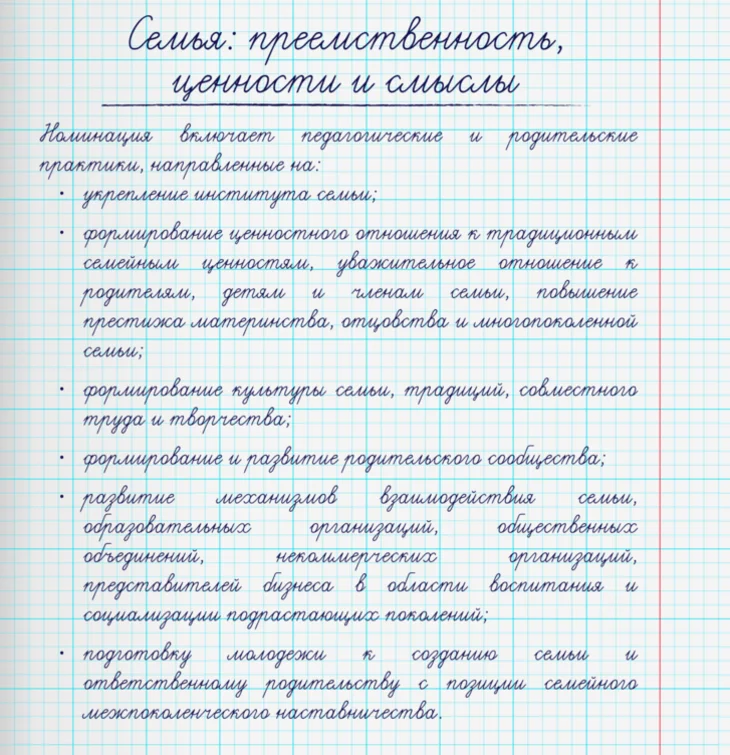 Семья: преемственность,
ценности и смыслы
Номинация включает педагогические и родительские
практики, направленные на:
• укрепление института семьи;
• формирование ценностного отношения к традиционным
семейным ценностям, уважительное отношение к
родителям, детям и членам семьи, повышение
престижа материнства, отцовства и многопоколенной
семьи;
• формирование культуры семьи, традиций, совместного
труда и творчества;
• формирование и развитие родительского сообщества;
• развитие механизмов взаимодействия семьи,
образовательных организаций, общественных
объединений, некоммерческих организаций,
представителей бизнеса в области воспитания и
социализации подрастающих поколений;
• подготовку молодежи к созданию семьи и
ответственному родительству с позиции семейного
межпоколенческого наставничества.